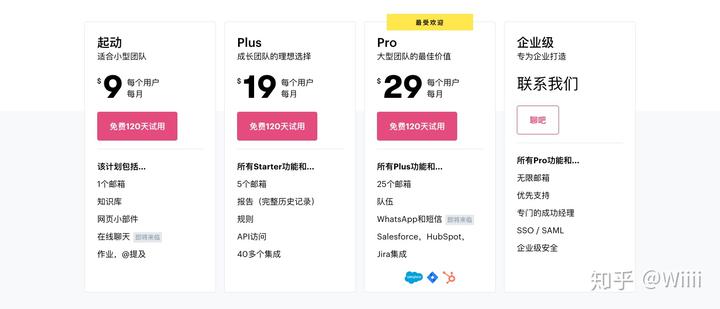 最受欢迎
起动
适合小型团队
$9 每个用户
每月
免费120天试用
该计划包括...
1个邮箱
知识库
网页小部件
在线聊天 即将来临
作业，@提及
Plus
成长团队的理想选择
$19 每个用户
每月
免费120天试用
所有Starter功能和...
5个邮箱
报告（完整历史记录）
规则
API访问
40多个集成
Pro
大型团队的最佳价值
$29 每个用户
每月
免费120天试用
所有Plus功能和...
25个邮箱
队伍
WhatsApp和短信 即将来临
Salesforce，HubSpot，
Jira集成
企业级
专为企业打造
联系我们
聊吧
所有Pro功能和...
无限邮箱
优先支持
专门的成功经理
SSO / SAML
企业级安全
知乎 @Wiiii